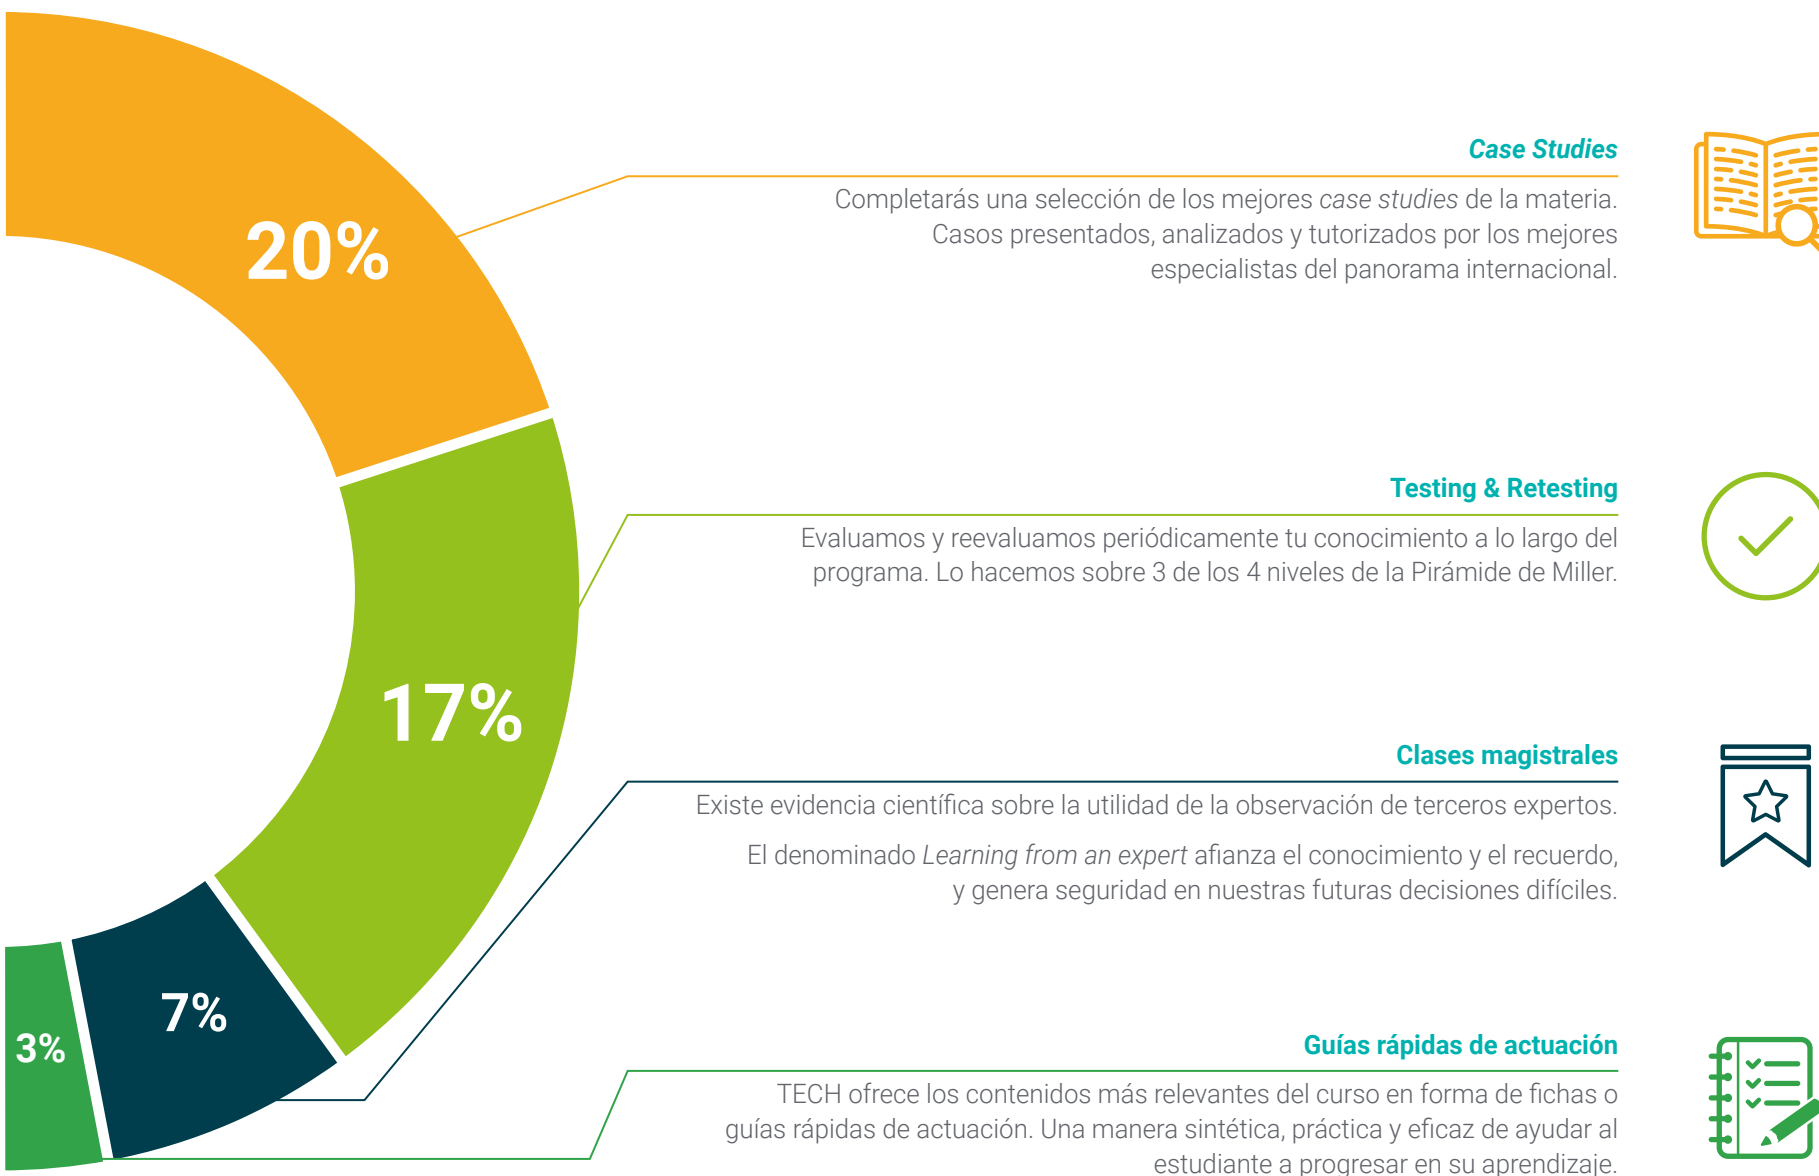 20%
Case Studies
Completarás una selección de los mejores case studies de la materia.
Casos presentados, analizados y tutorizados por los mejores
especialistas del panorama internacional.
17%
Testing & Retesting
Evaluamos y reevaluamos periódicamente tu conocimiento a lo largo del
programa. Lo hacemos sobre 3 de los 4 niveles de la Pirámide de Miller.
7%
Clases magistrales
Existe evidencia científica sobre la utilidad de la observación de terceros expertos.
El denominado Learning from an expert afianza el conocimiento y el recuerdo,
y genera seguridad en nuestras futuras decisiones difíciles.
3%
Guías rápidas de actuación
TECH ofrece los contenidos más relevantes del curso en forma de fichas o
guías rápidas de actuación. Una manera sintética, práctica y eficaz de ayudar al
estudiante a progresar en su aprendizaje.